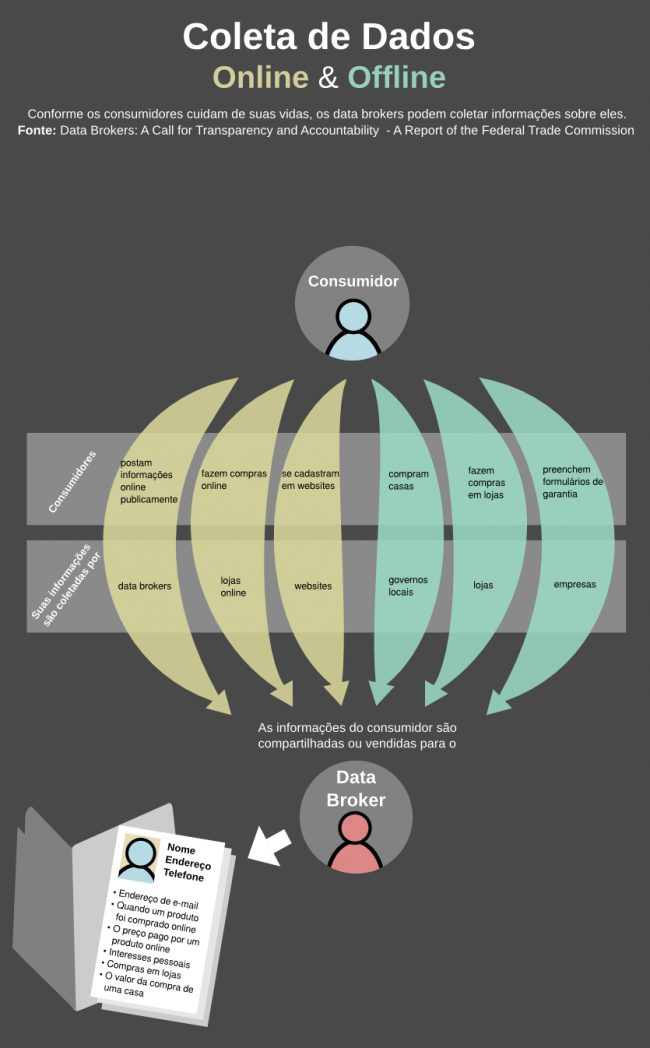 Coleta de Dados
Online & Offline
Conforme os consumidores cuidam de suas vidas, os data brokers podem coletar informações sobre eles.
Fonte: Data Brokers: A Call for Transparency and Accountability - A Report of the Federal Trade Commission
Consumidor
Consumidores
postam
informações
online
publicamente
fazem compras
online
se cadastram
em websites
compram
casas
fazem
compras
em lojas
preenchem
formulários de
garantia
Suas informações
são coletadas por
data brokers
lojas
online
websites
governos
locais
lojas
empresas
As informações do consumidor são
compartilhadas ou vendidas para o
Data
Broker
Nome
Endereço
Telefone
• Endereço de e-mail
• Quando um produto
foi comprado online
• O preço pago por um
produto online
• Interesses pessoais
• Compras em lojas
• O valor da compra de
uma casa